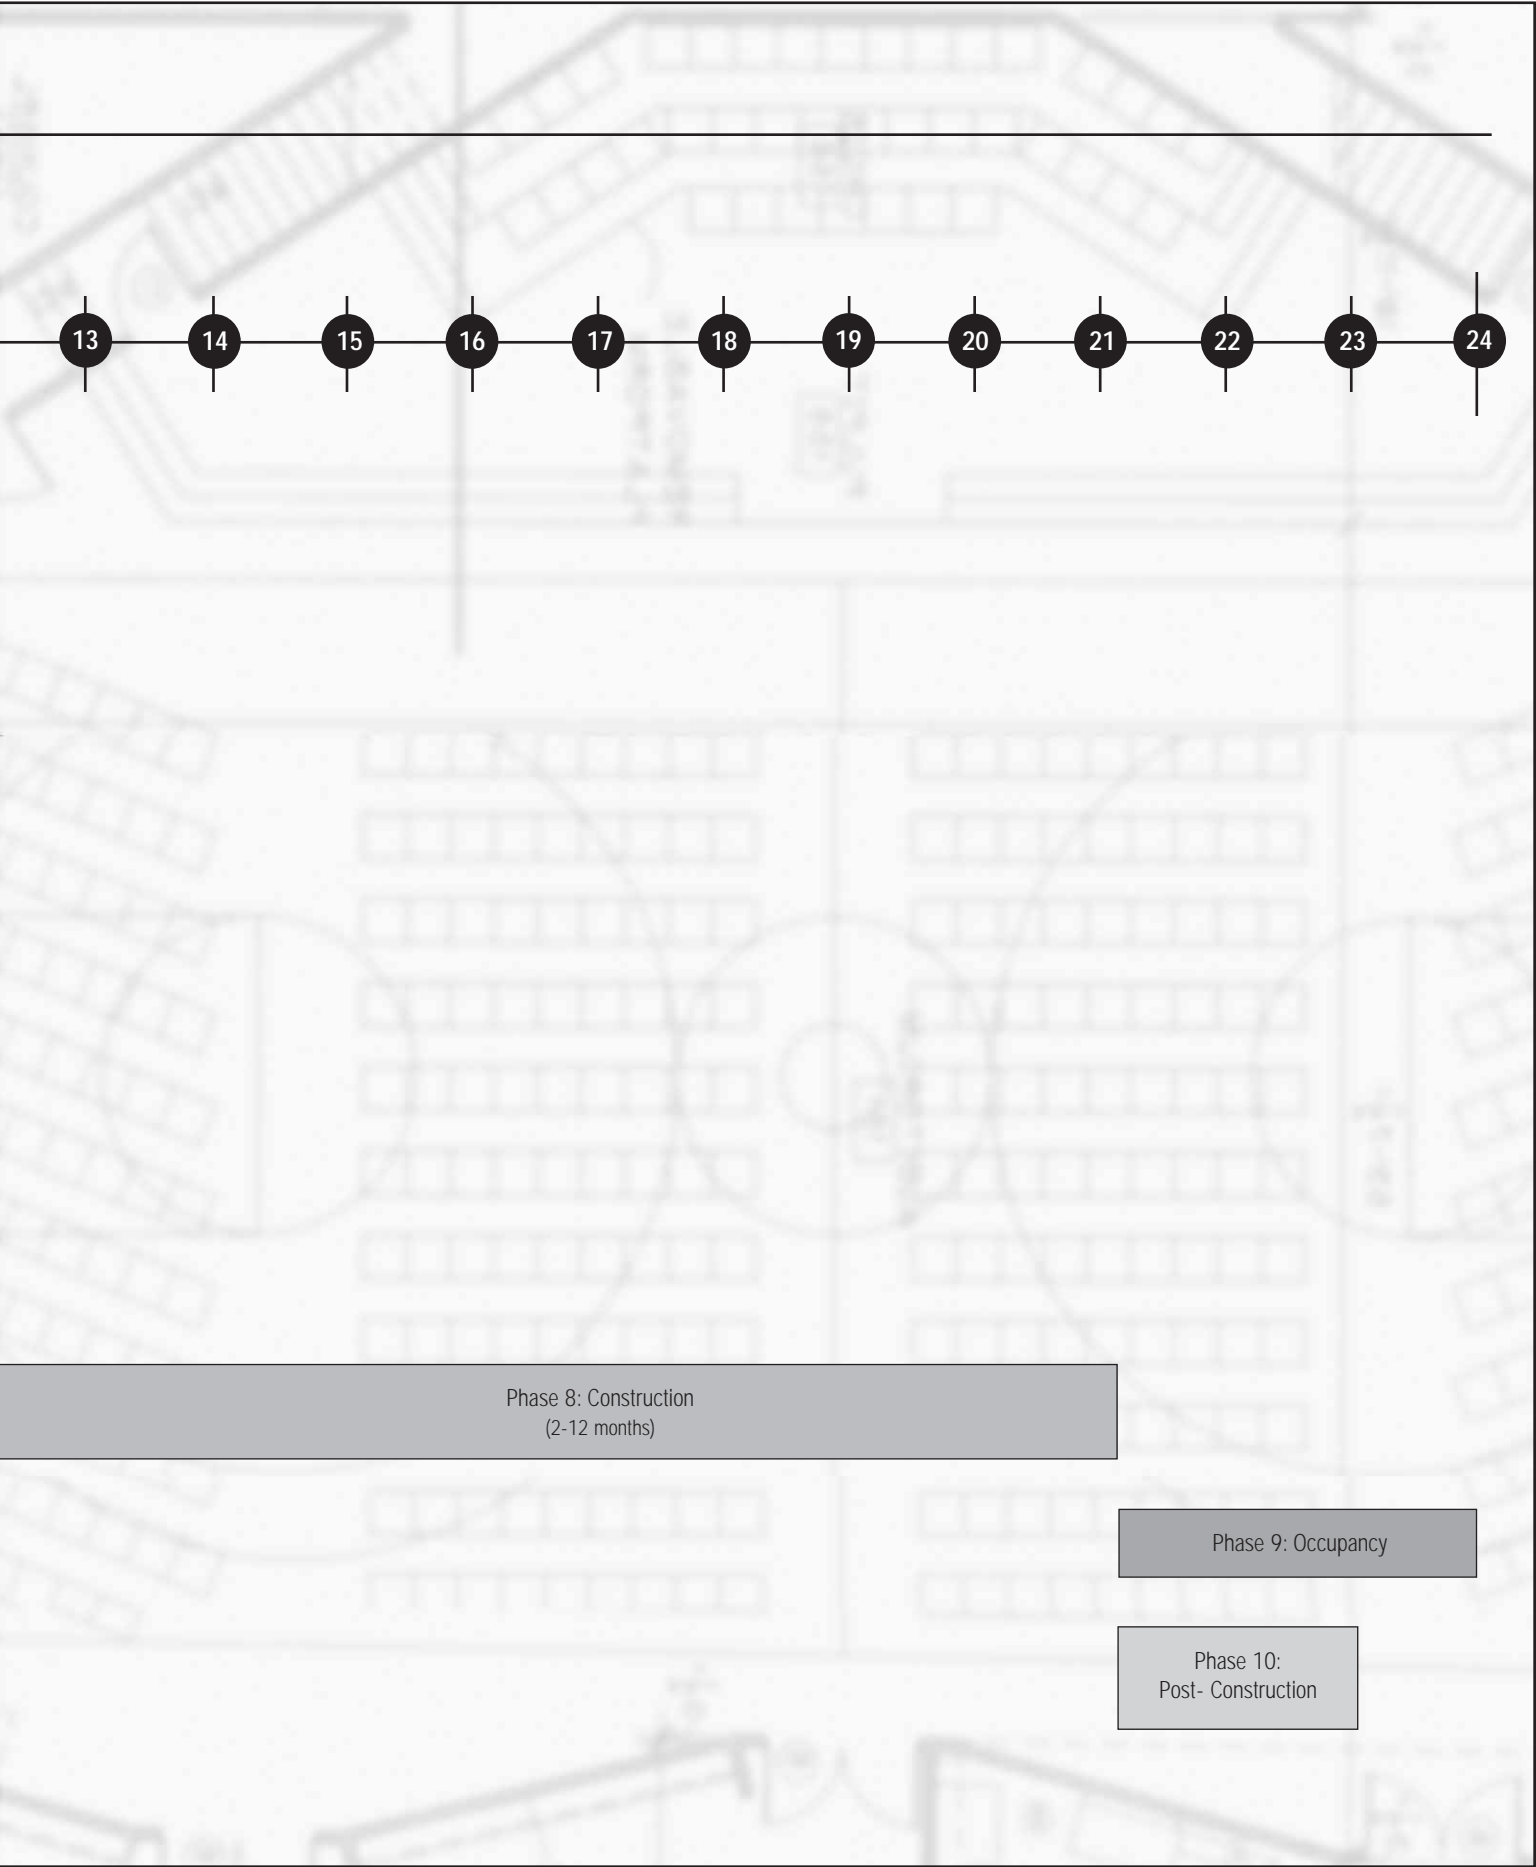 13 14 15 16 17 18 19 20 21 22 23 24
Phase 8: Construction
(2-12 months)
Phase 9: Occupancy
Phase 10:
Post- Construction